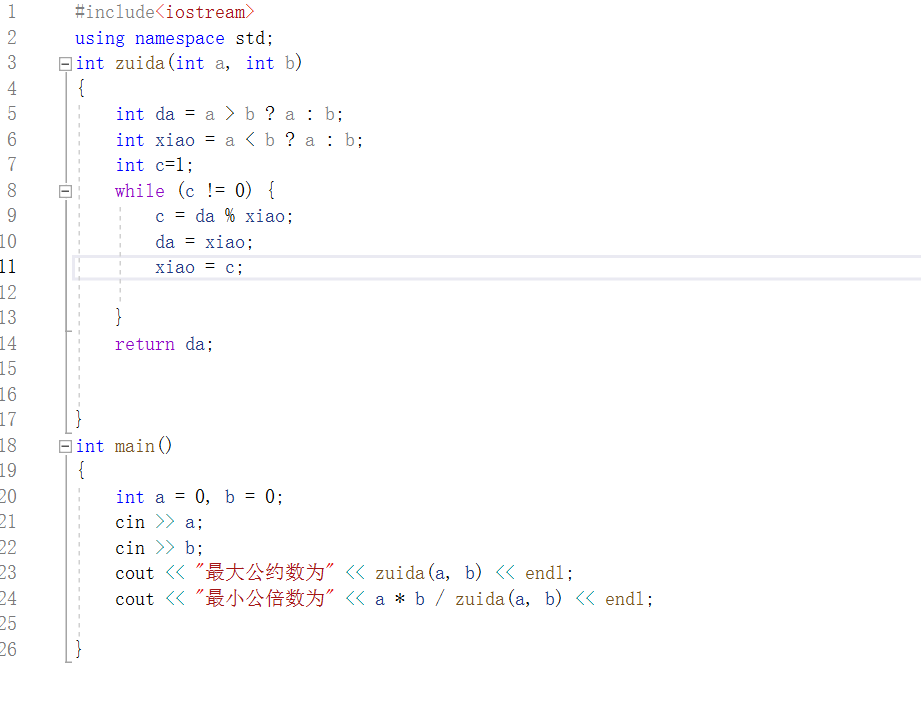 1 #include<iostream>
2 using namespace std;
3 int zuida(int a, int b)
4 {
5 int da = a > b ? a : b;
6 int xiao = a < b ? a : b;
7 int c=1;
8 while (c != 0) {
9 c = da % xiao;
10 da = xiao;
11 xiao = c;
12
13 }
14 return da;
15
16
17 }
18 int main()
19 {
20 int a = 0, b = 0;
21 cin >> a;
22 cin >> b;
23 cout << "最大公约数为" << zuida(a, b) << endl;
24 cout << "最小公倍数为" << a * b / zuida(a, b) << endl;
25
26 }